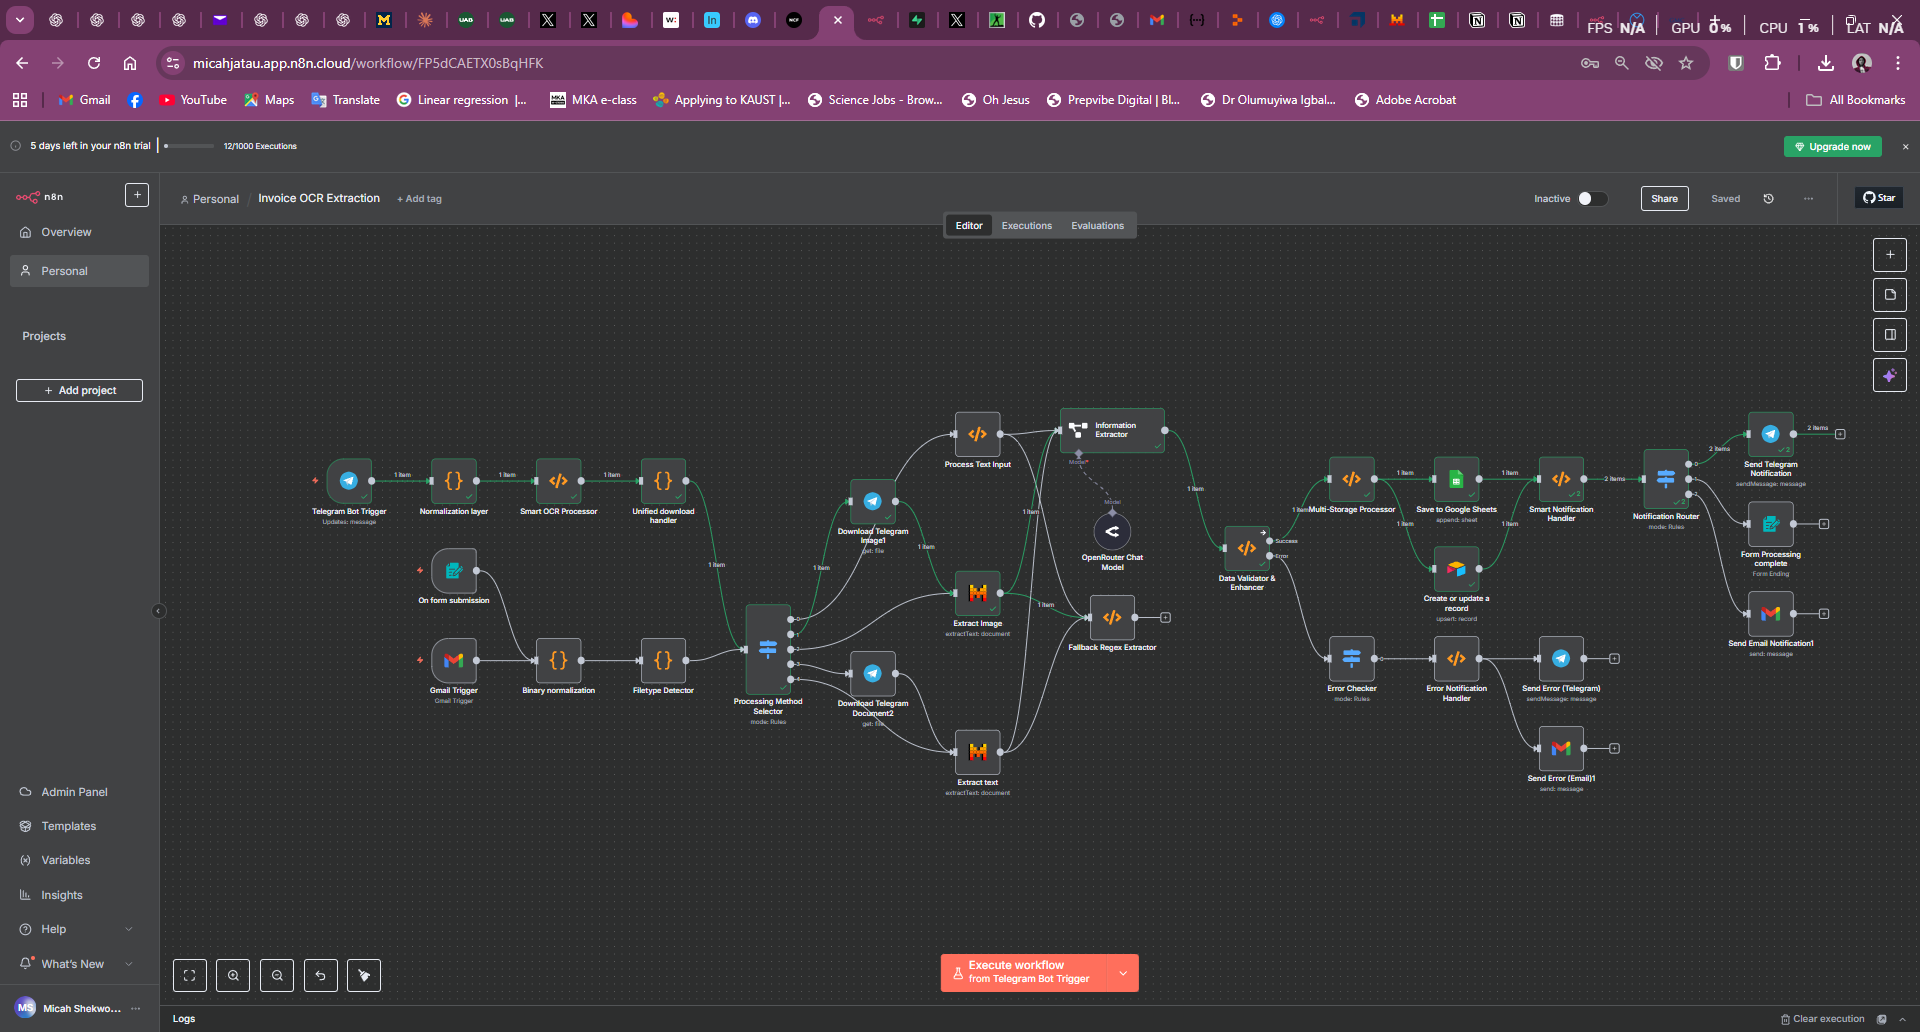 FPS N/A GPU 0% CPU 1% LAT N/A
micahjatau.app.n8n.cloud/workflow/FP5dCAETX0sBqHFK
Gmail YouTube Maps Translate Linear regression |... MKA e-class Applying to KAUST |... Science Jobs - Brow... Oh Jesus Prepvibe Digital | Bl... Dr Olumuyiwa Igbal... Adobe Acrobat All Bookmarks
5 days left in your n8n trial 12/1000 Executions Upgrade now
n8n
Personal / Invoice OCR Extraction + Add tag Inactive Share Saved ... Star
Editor Executions Evaluations
Overview
Personal
Projects
+ Add project
Admin Panel
Templates
Variables
Insights
Help
What's New
MS Micah Shekwo... ...
Telegram Bot Trigger
Updates: message
1 item
Normalization layer
1 item
Smart OCR Processor
1 item
Unified download
handler
1 item
On form submission
Gmail Trigger
Gmail Trigger
Binary normalization
Filetype Detector
Processing Method
Selector
mode: Rules
1 item
Download Telegram
Image1
get: file
1 item
Download Telegram
Document2
get: file
Process Text Input
Extract Image
extractText: document
Extract text
extractText: document
1 item
1 item
Information
Extractor
Model*
Model
OpenRouter Chat
Model
Fallback Regex Extractor
1 item
Data Validator &
Enhancer
Success
Error
1 item
Multi-Storage Processor
1 item
1 item
Save to Google Sheets
append: sheet
1 item
Create or update a
record
upsert: record
1 item
Smart Notification
Handler
2
2 items
Notification Router
mode: Rules
2
2 items
Send Telegram
Notification
sendMessage: message
2
2 items
Form Processing
complete
Form Ending
Send Email Notification1
send: message
Error Checker
mode: Rules
Error Notification
Handler
Send Error (Telegram)
sendMessage: message
Send Error (Email)1
send: message
Execute workflow
from Telegram Bot Trigger
Logs
Clear execution